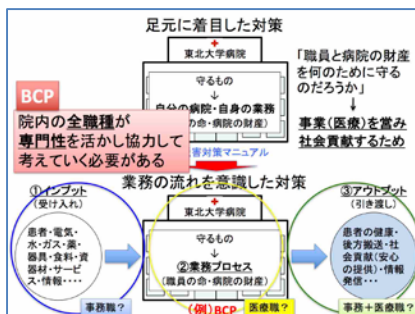 足元に着目した対策
東北大学病院
守るもの
→
自分の病院・自身の業務
の命・病院の財産)
害対策マニュアル
「職員と病院の財産
を何のために守る
のだろうか」
事業(医療)を営み
社会貢献するため
BCP
院内の全職種が
専門性を活かし協力して
考えていく必要がある
業務の流れを意識した対策
①インプット
(受け入れ)
患者・電気・
水・ガス・薬・
器具・食料・資
器材・サービ
ス・情報・・・・
事務職?
東北大学病院
守るもの
→
②業務プロセス
(職員の命・病院の財産)
(例)BCP
医療職?
③アウトプット
(引き渡し)
患者の健康・
後方搬送・社
会貢献(安心
の提供)・情報
発信・・・
事務+医療職?